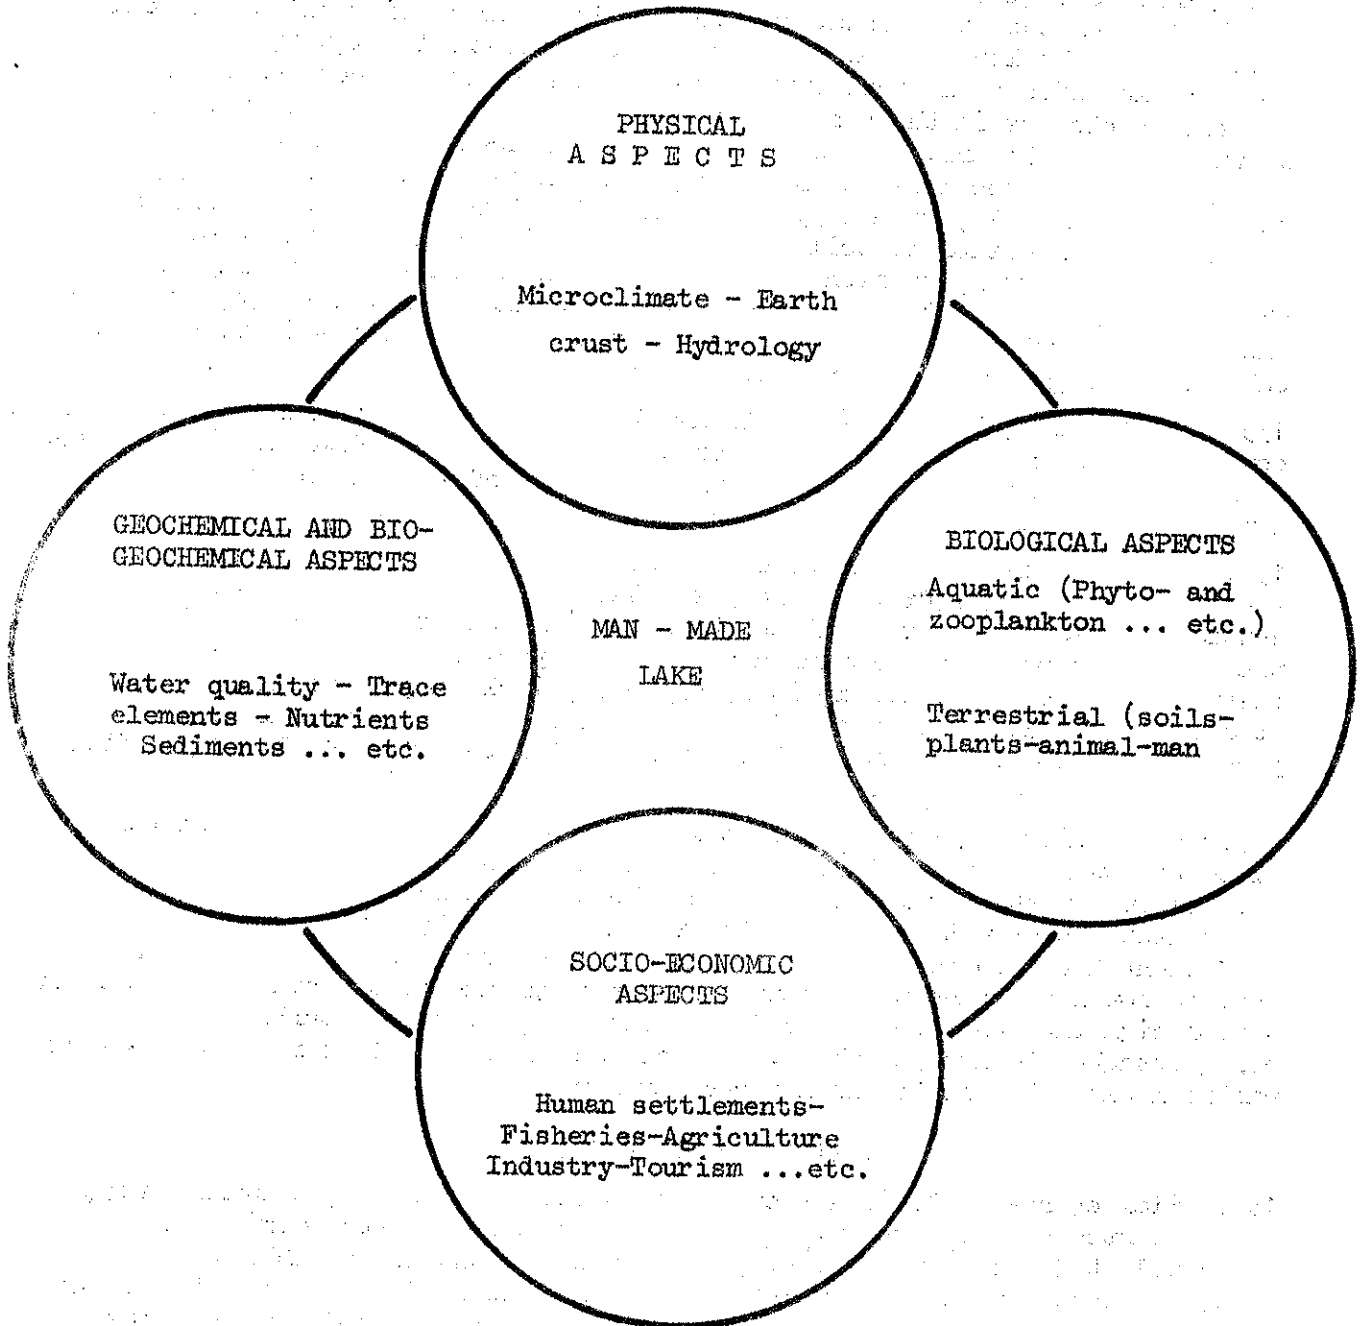 PHYSICAL
A S P E C T S
Microclimate - Earth
crust - Hydrology
GEOCHEMICAL AND BIO-
GEOCHEMICAL ASPECTS
Water quality - Trace
elements - Nutrients
Sediments ... etc.
MAN - MADE
LAKE
BIOLOGICAL ASPECTS
Aquatic (Phyto- and
zooplankton ... etc.)
Terrestrial (soils-
plants-animal-man
SOCIO-ECONOMIC
ASPECTS
Human settlements-
Fisheries-Agriculture
Industry-Tourism ...etc.